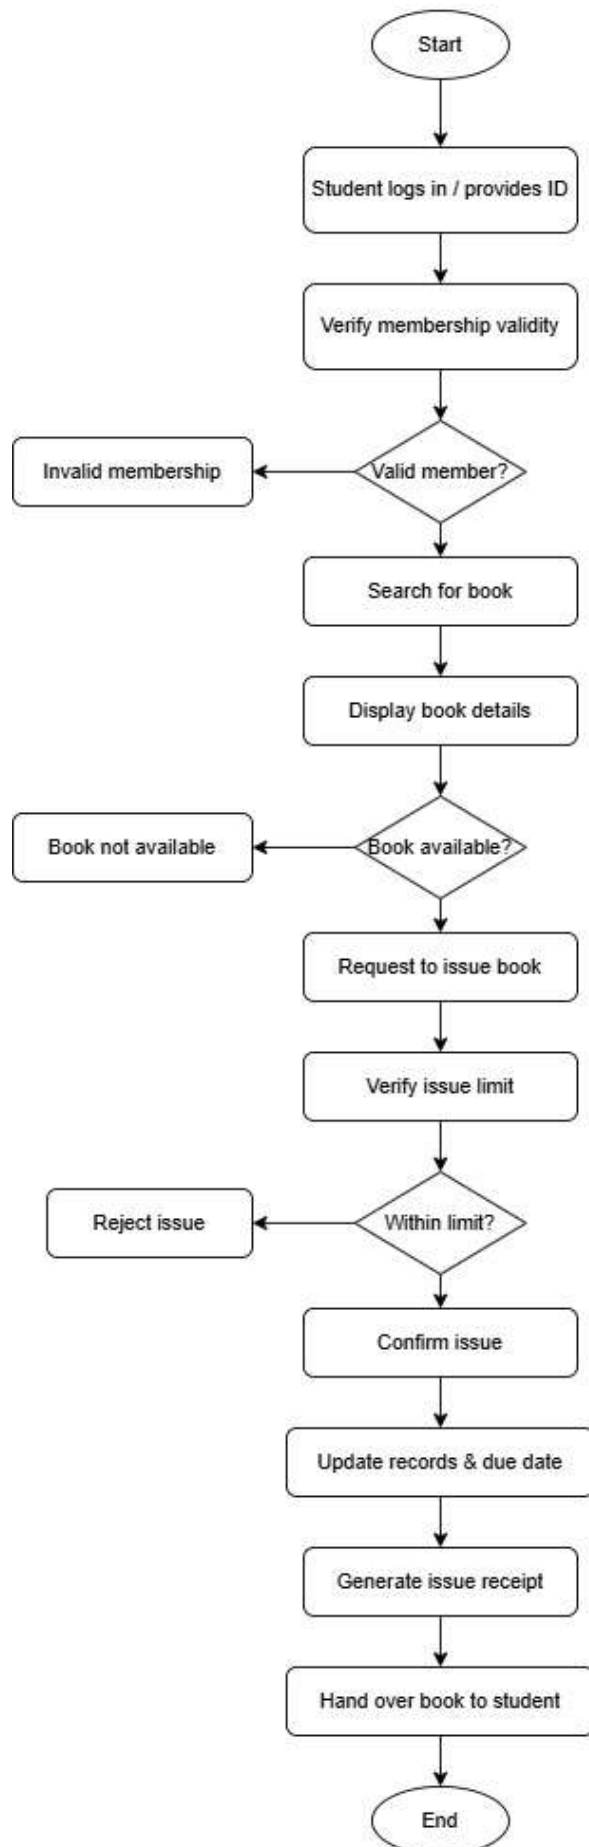 Start
Student logs in / provides ID
Verify membership validity
Invalid membership
Valid member?
Search for book
Display book details
Book not available
Book available?
Request to issue book
Verify issue limit
Reject issue
Within limit?
Confirm issue
Update records & due date
Generate issue receipt
Hand over book to student
End